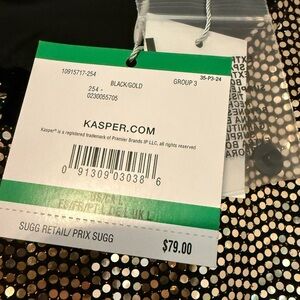 10915717-254
BLACK/GOLD
GROUP 3
35-P3-24
254 -
0230055705
KASPER.COM
Kasper® is a registered trademark of Premier Brands IP LLC, all rights reserved
0 91309 03038 6
SUGG RETAIL/ PRIX SUGG
$79.00